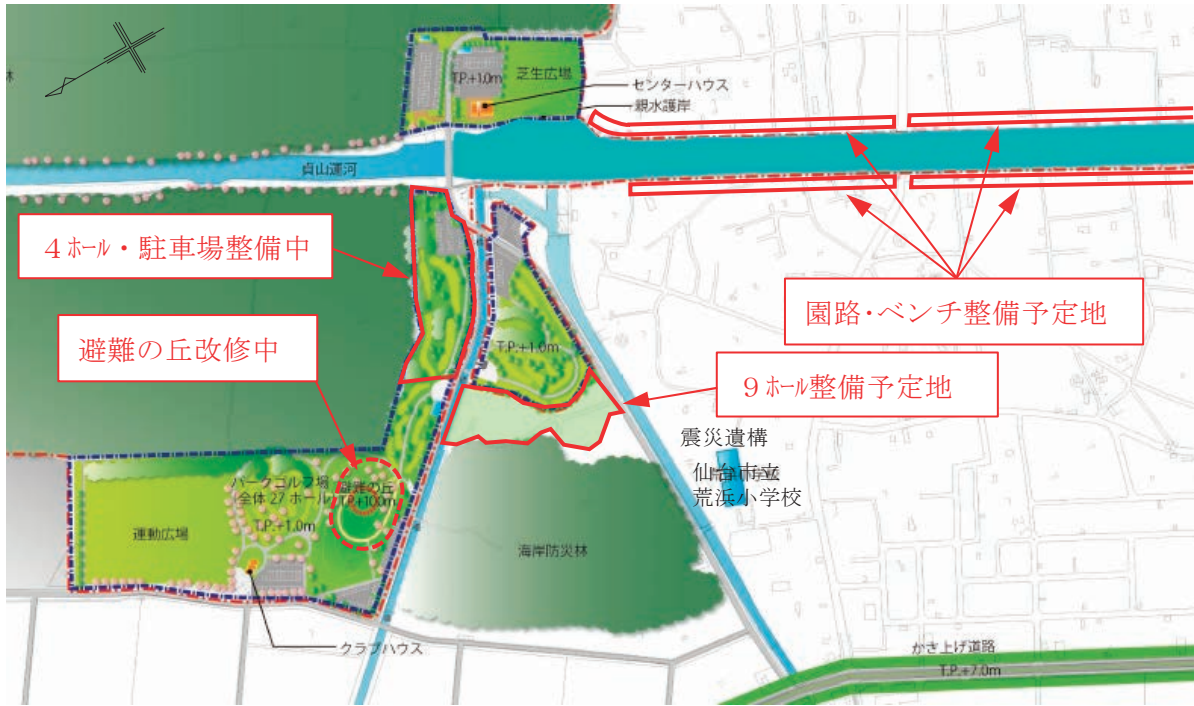 林
T.P.+1.0m
芝生広場
センターハウス
親水護岸
貞山運河
４ホール・駐車場整備中
園路・ベンチ整備予定地
避難の丘改修中
T.P.+1.0m
９ホール整備予定地
震災遺構
仙台市立
荒浜小学校
パークゴルフ場
(全体 27 ホール)
避難の丘
T.P.+10.0m
T.P.+1.0m
運動広場
海岸防災林
クラブハウス
かさ上げ道路
T.P.+7.0m